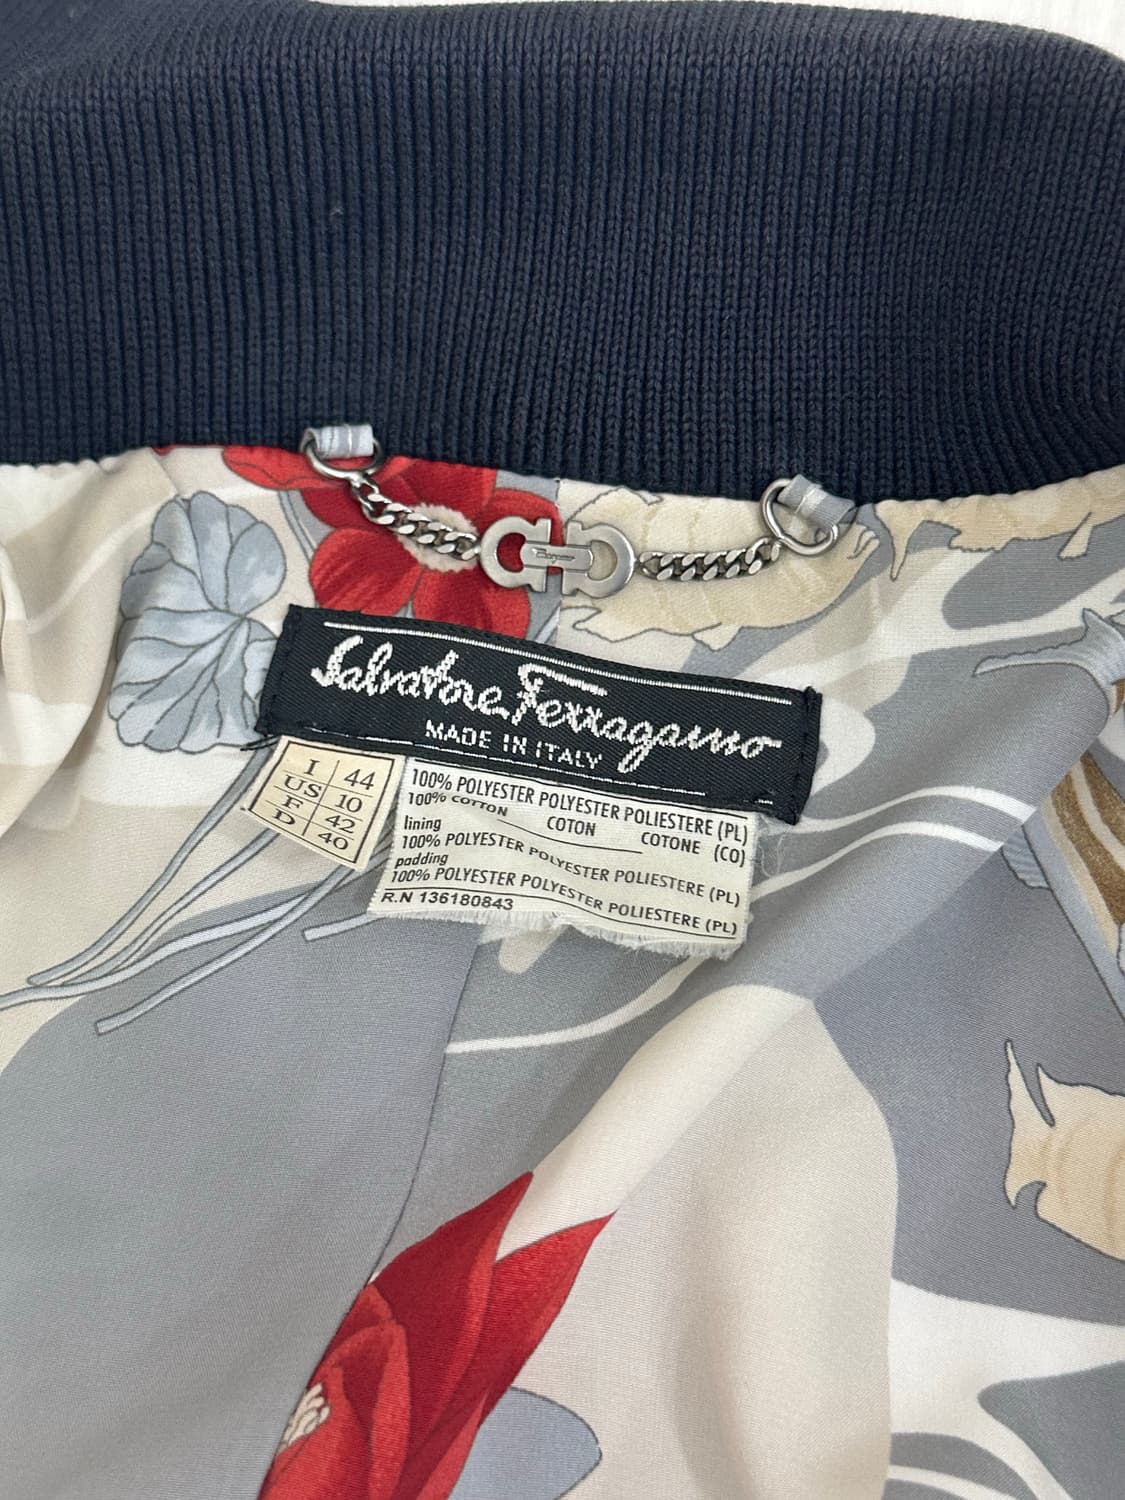 Ferragamo
Salvatore Ferragamo
MADE IN ITALY
I 44
US 10
F 42
D 40
100% POLYESTER POLYESTER POLIESTERE (PL)
100% COTTON COTON COTONE (CO)
lining
100% POLYESTER POLYESTER POLIESTERE (PL)
padding
100% POLYESTER POLYESTER POLIESTERE (PL)
R.N 136180843